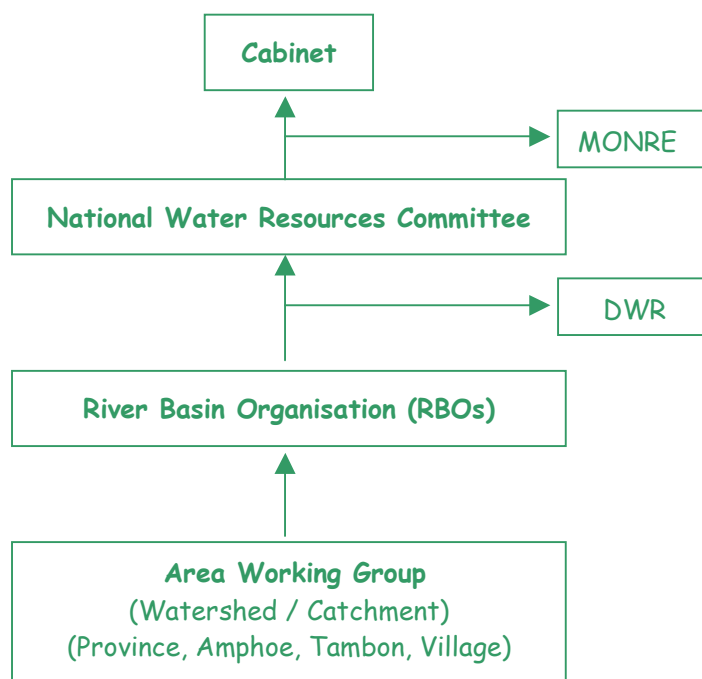 Cabinet
MONRE
National Water Resources Committee
DWR
River Basin Organisation (RBOs)
Area Working Group
(Watershed / Catchment)
(Province, Amphoe, Tambon, Village)